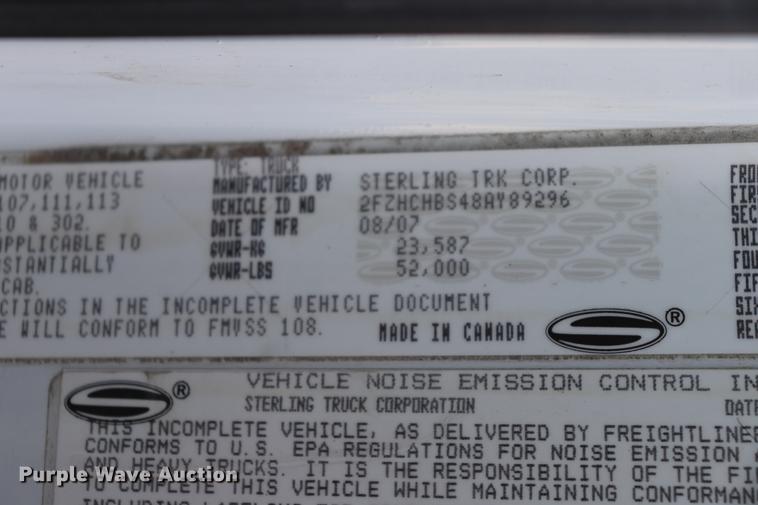 TYPE: TRUCK
MOTOR VEHICLE MANUFACTURED BY STERLING TRK CORP.
107,111,113 VEHICLE ID NO 2FZHCHBS48AY89296
10 & 302. DATE OF MFR 08/07
APPLICABLE TO GVWR-KG 23,587
STANTIALLY GVWR-LBS 52,000
CAB.
CTIONS IN THE INCOMPLETE VEHICLE DOCUMENT
E WILL CONFORM TO FMVSS 108. MADE IN CANADA ®
FRO
FIR
SEC
THI
FOU
FIF
SIX
REA
® VEHICLE NOISE EMISSION CONTROL IN
STERLING TRUCK CORPORATION DATE
THIS INCOMPLETE VEHICLE, AS DELIVERED BY FREIGHTLINE
CONFORMS TO U.S. EPA REGULATIONS FOR NOISE EMISSION
AND HEAVY TRUCKS. IT IS THE RESPONSIBILITY OF THE FI
TO COMPLETE THIS VEHICLE WHILE MAINTAINING CONFORMAN
Purple Wave Auction